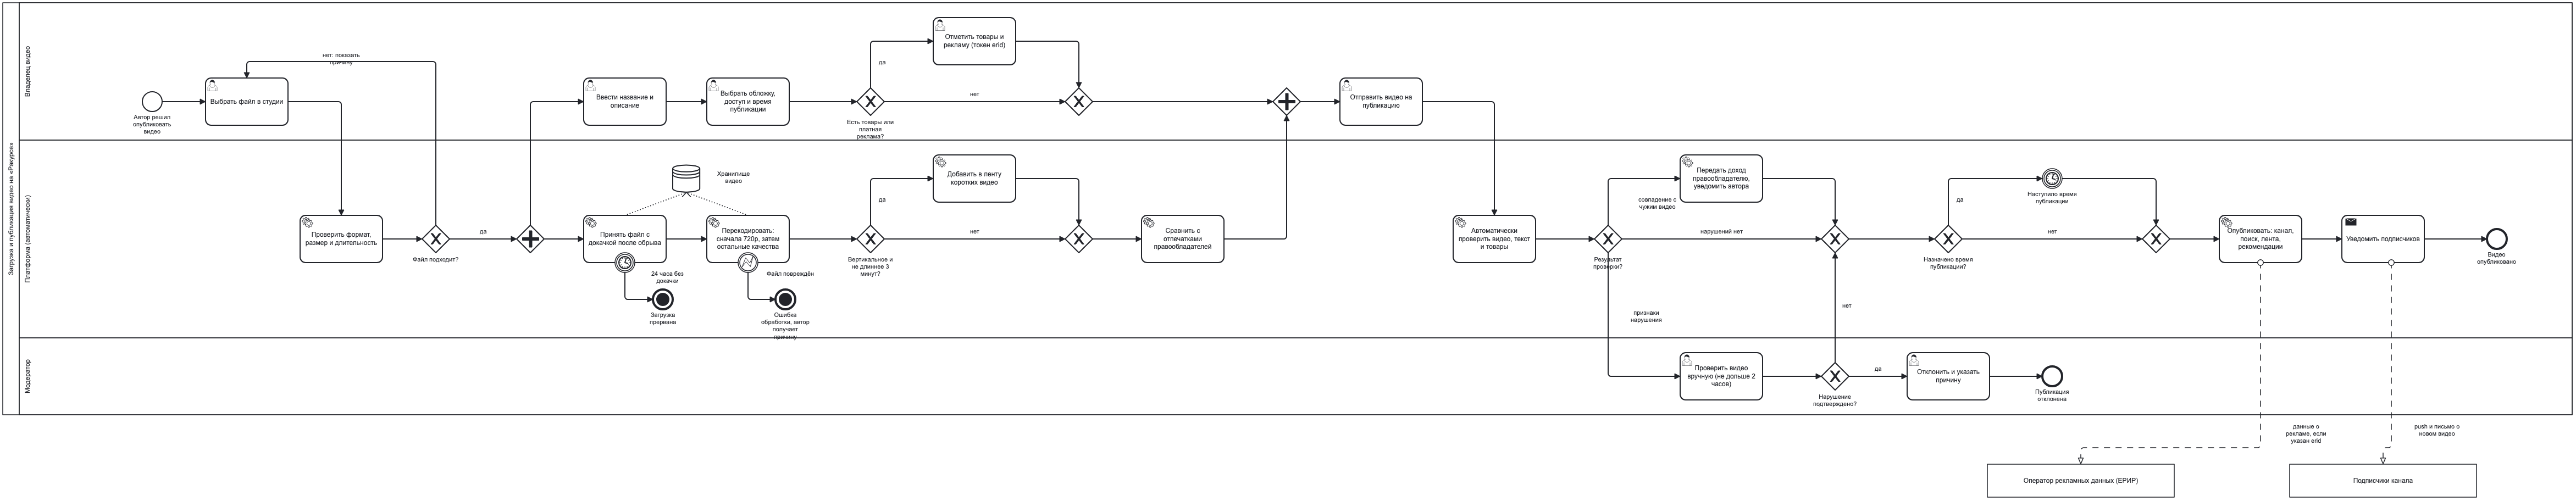 Загрузка и публикация видео на «Ракурсе»
Владелец видео
Автор решил
опубликовать
видео
Выбрать файл в студии
нет: показать
причину
Ввести название и
описание
Выбрать обложку,
доступ и время
публикации
Есть товары или
платная
реклама?
да
нет
Отметить товары и
рекламу (токен erid)
Отправить видео на
публикацию
Платформа (автоматически)
Проверить формат,
размер и длительность
Файл подходит?
да
Хранилище
видео
Принять файл с
докачкой после обрыва
24 часа без
докачки
Загрузка
прервана
Перекодировать:
сначала 720p, затем
остальные качества
Файл повреждён
Ошибка
обработки, автор
получает
причину
Вертикальное и
не длиннее 3
минут?
да
нет
Добавить в ленту
коротких видео
Сравнить с
отпечатками
правообладателей
Автоматически
проверить видео, текст
и товары
Результат
проверки?
совпадение с
чужим видео
нарушений нет
признаки
нарушения
Передать доход
правообладателю,
уведомить автора
Назначено время
публикации?
да
нет
Наступило время
публикации
Опубликовать: канал,
поиск, лента,
рекомендации
Уведомить подписчиков
Видео
опубликовано
Модератор
Проверить видео
вручную (не дольше 2
часов)
Нарушение
подтверждено?
нет
да
Отклонить и указать
причину
Публикация
отклонена
данные о
рекламе, если
указан erid
push и письмо о
новом видео
Оператор рекламных данных (ЕРИР)
Подписчики канала